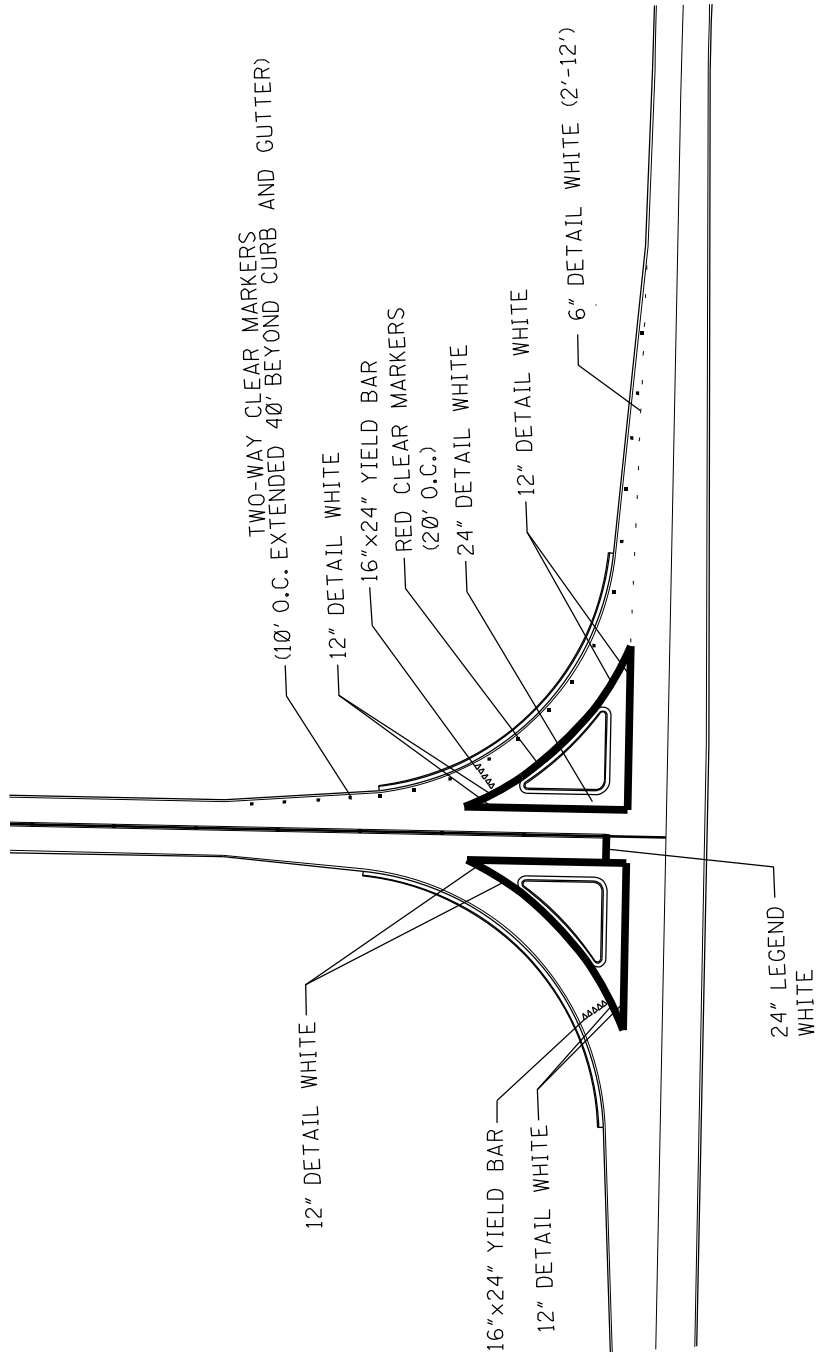 TWO-WAY CLEAR MARKERS
(10' O.C. EXTENDED 40' BEYOND CURB AND GUTTER)
12" DETAIL WHITE
16"x24" YIELD BAR
RED CLEAR MARKERS
(20' O.C.)
24" DETAIL WHITE
12" DETAIL WHITE
6" DETAIL WHITE (2'-12')
12" DETAIL WHITE
16"x24" YIELD BAR
12" DETAIL WHITE
24" LEGEND
WHITE